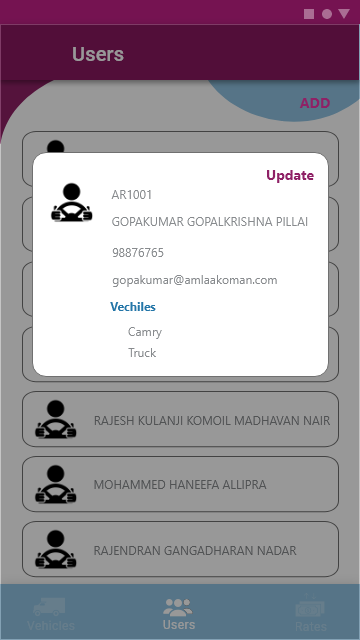 Users
ADD
Update
AR1001
GOPAKUMAR GOPALKRISHNA PILLAI
98876765
gopakumar@amlaakoman.com
Vechiles
Camry
Truck
RAJESH KULANJI KOMOIL MADHAVAN NAIR
MOHAMMED HANEEFA ALLIPRA
RAJENDRAN GANGADHARAN NADAR
Vehicles Users Rates